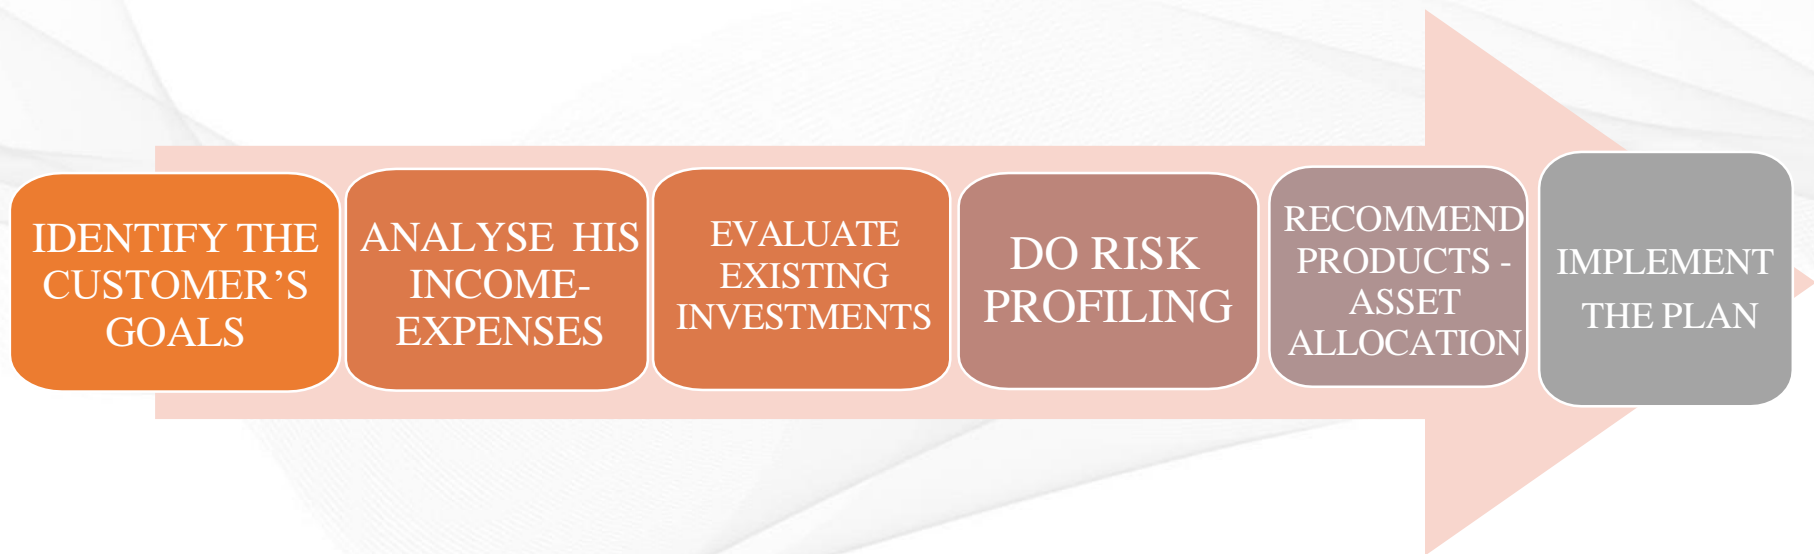 IDENTIFY THE
CUSTOMER’S
GOALS
ANALYSE  HIS
INCOME-
EXPENSES
EVALUATE
EXISTING
INVESTMENTS
DO RISK
PROFILING
RECOMMEND
PRODUCTS -
ASSET
ALLOCATION
IMPLEMENT
THE PLAN